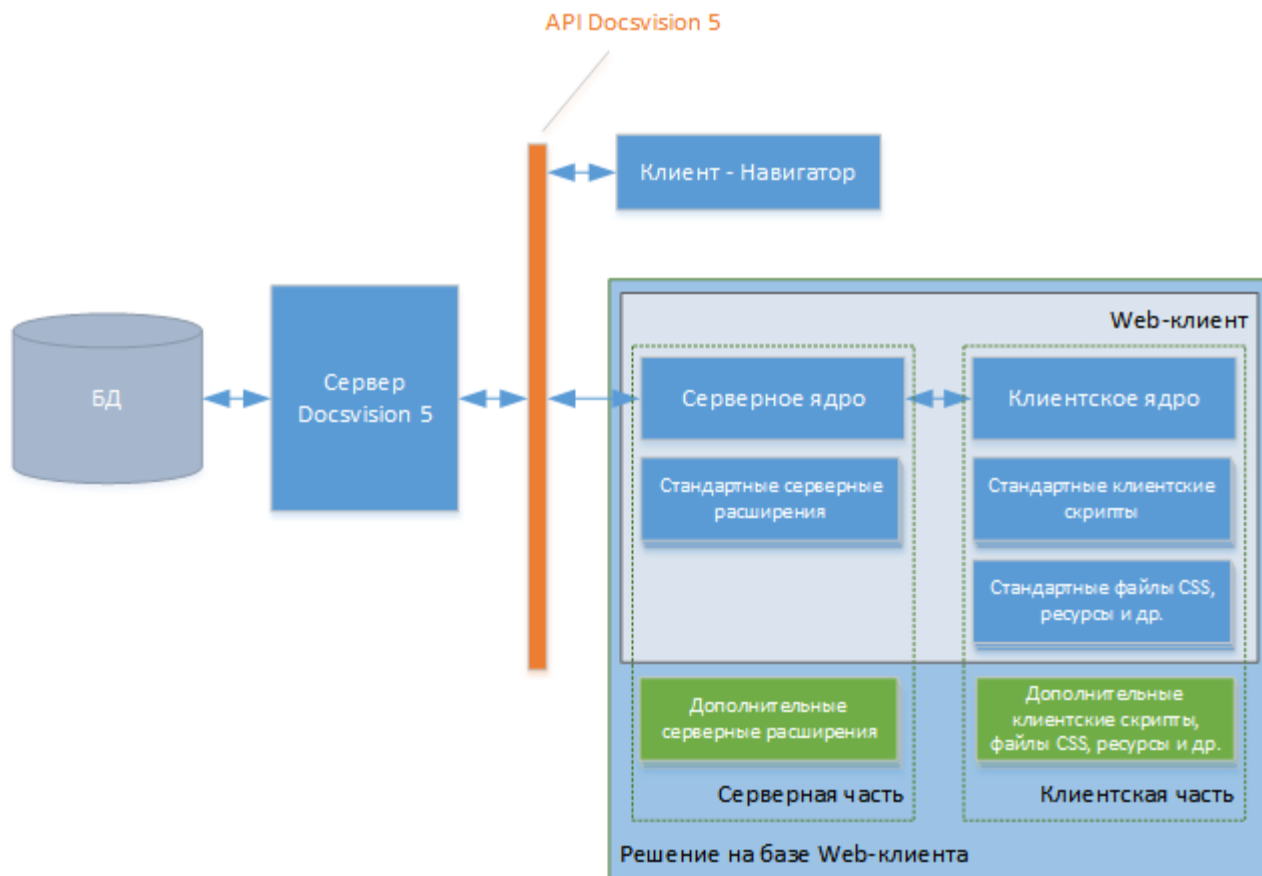 API Docsvision 5
Клиент - Навигатор
Web-клиент
БД
Сервер
Docsvision 5
Серверное ядро
Клиентское ядро
Стандартные серверные
расширения
Стандартные клиентские
скрипты
Стандартные файлы CSS,
ресурсы и др.
Дополнительные
серверные расширения
Дополнительные
клиентские скрипты,
файлы CSS, ресурсы и др.
Серверная часть
Клиентская часть
Решение на базе Web-клиента